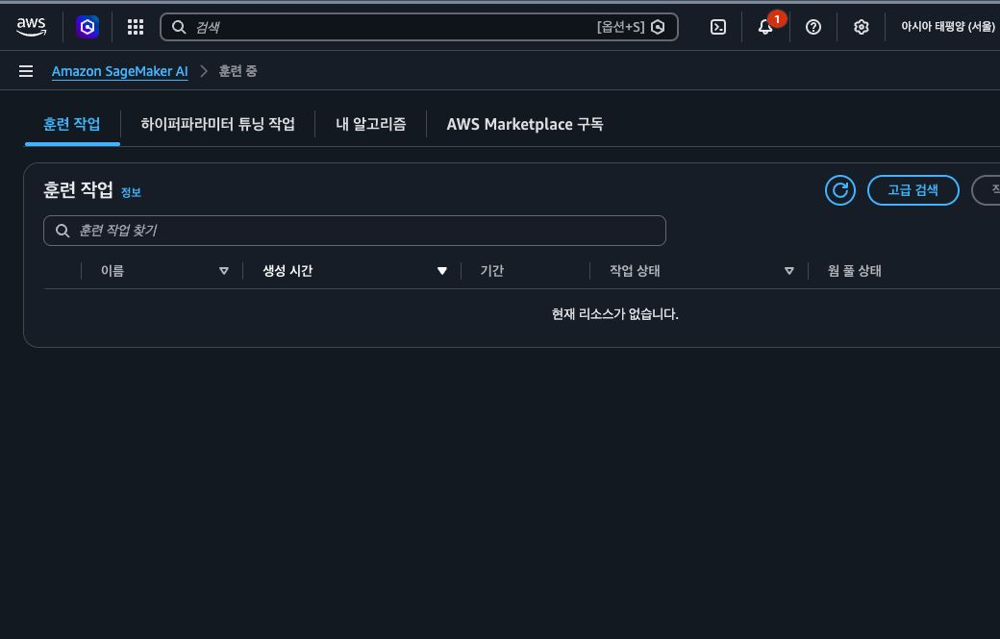 aws 검색 [옵션+S] 1 아시아 태평양 (서울)
Amazon SageMaker AI 훈련 중
훈련 작업 하이퍼파라미터 튜닝 작업 내 알고리즘 AWS Marketplace 구독
훈련 작업 정보 고급 검색
훈련 작업 찾기
이름 생성 시간 기간 작업 상태 웜 풀 상태
현재 리소스가 없습니다.